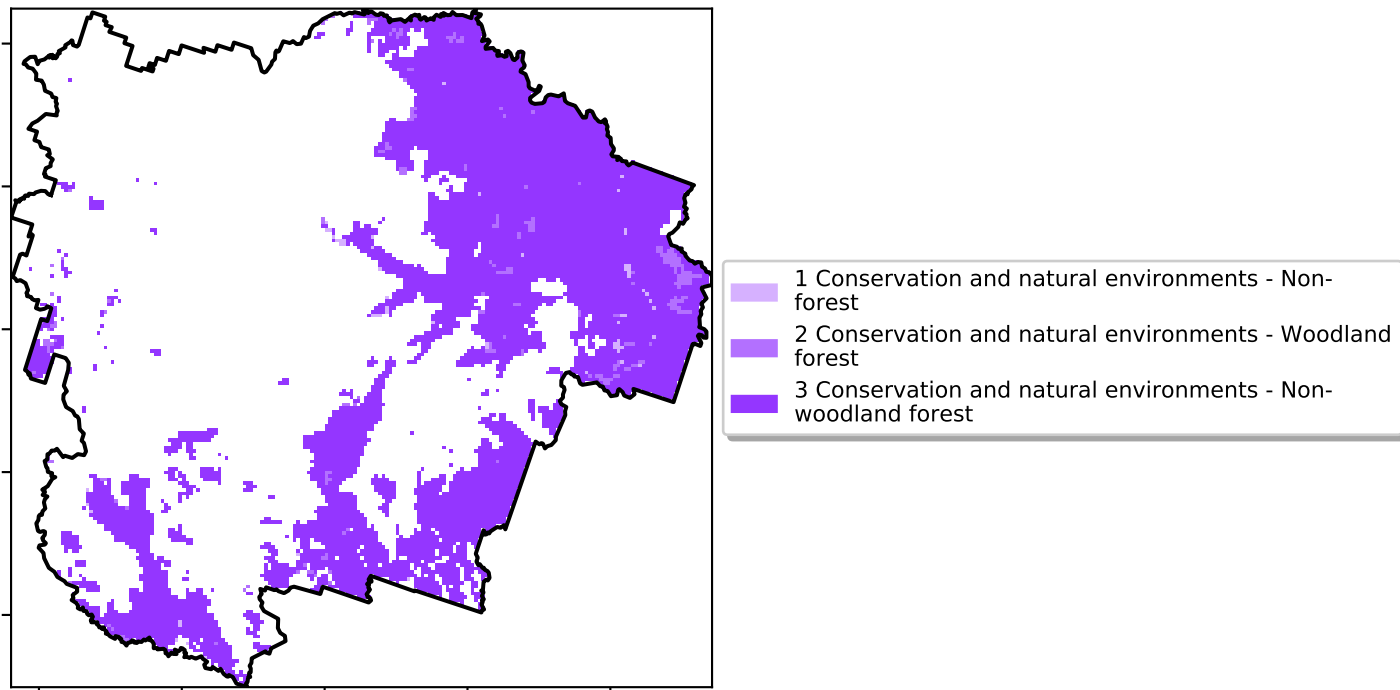 1 Conservation and natural environments - Non-
forest
2 Conservation and natural environments - Woodland
forest
3 Conservation and natural environments - Non-
woodland forest